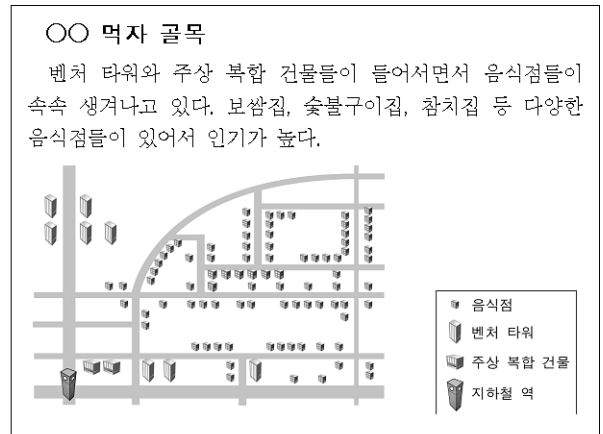 ○○ 먹자 골목
벤처 타워와 주상 복합 건물들이 들어서면서 음식점들이
속속 생겨나고 있다. 보쌈집, 숯불구이집, 참치집 등 다양한
음식점들이 있어서 인기가 높다.
음식점
벤처 타워
주상 복합 건물
지하철 역